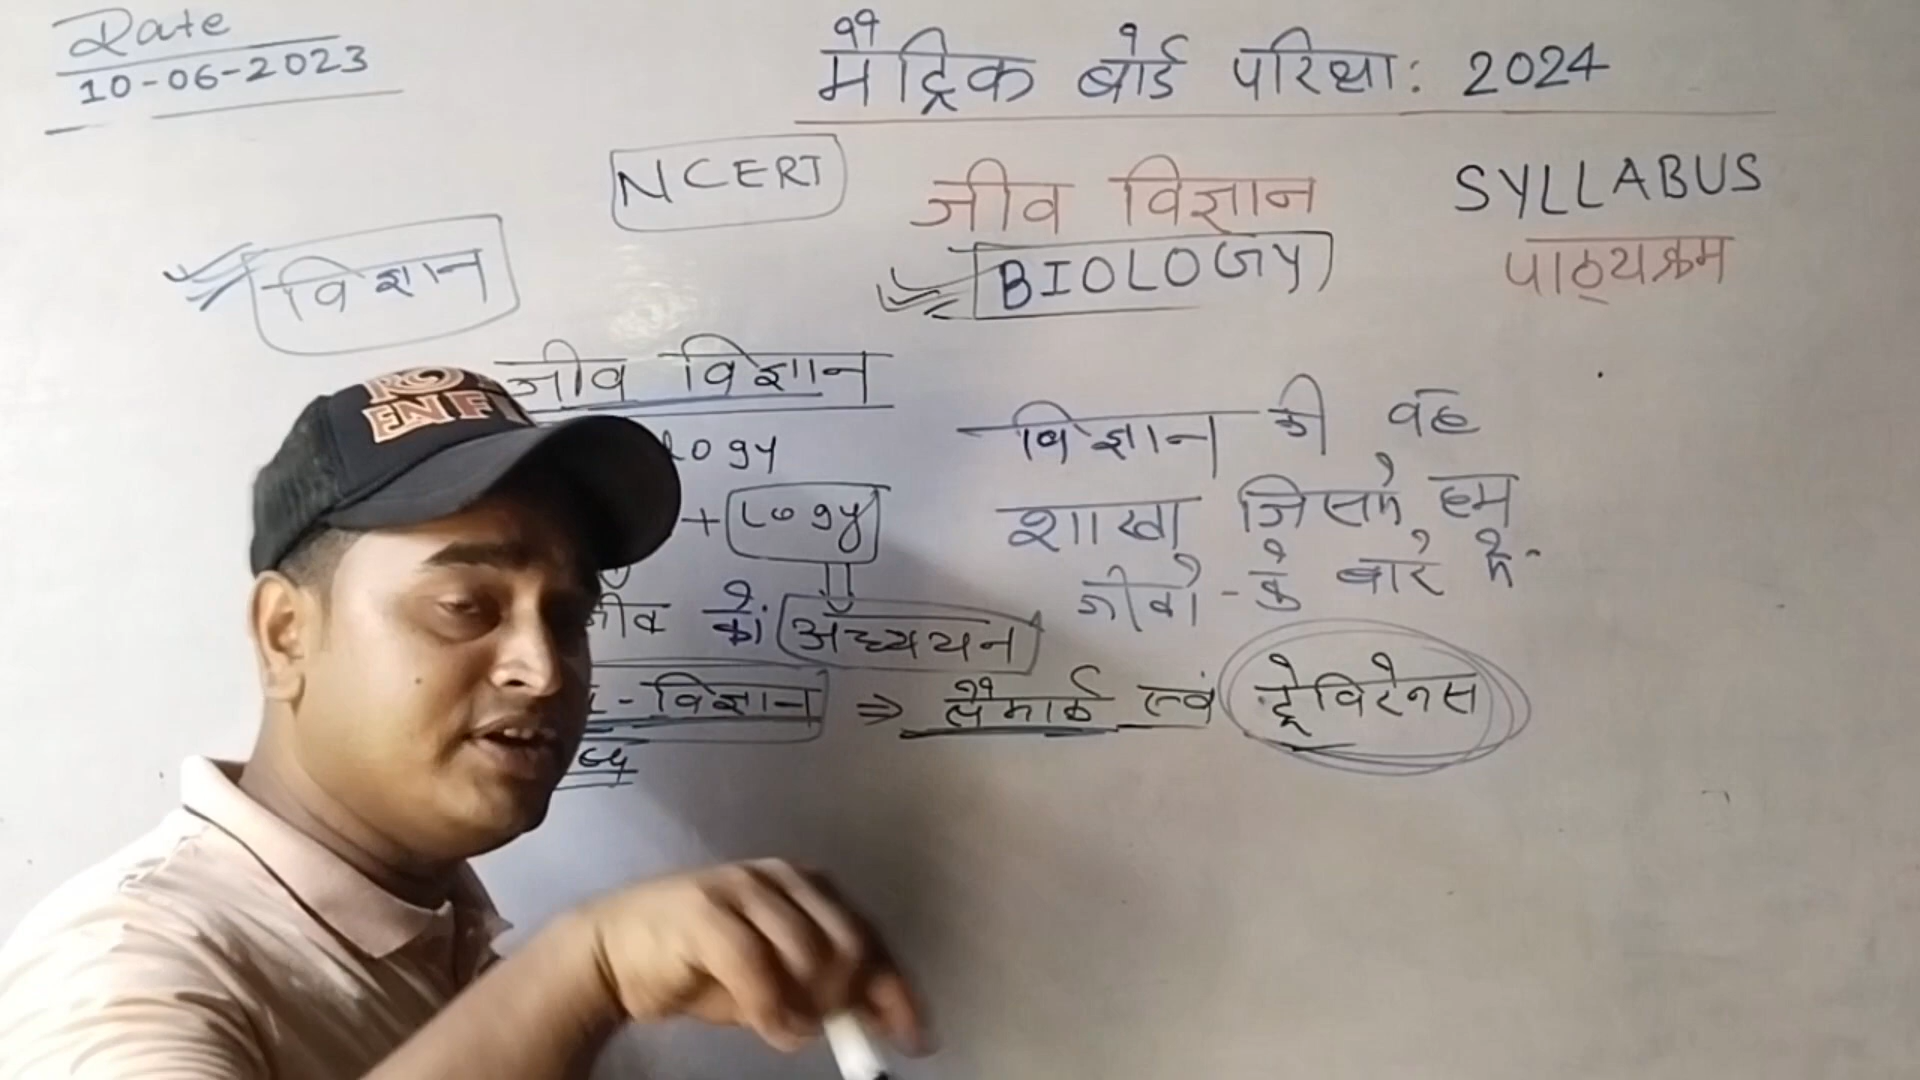 Date
10-06-2023
मैट्रिक बोर्ड परिक्षा: 2024
NCERT
जीव विज्ञान
SYLLABUS
BIOLOGY
पाठ्यक्रम
विज्ञान
जीव विज्ञान
विज्ञान की वह
शाखा जिसमे हम
जीवो - के बारे में
logy
+ Logy
जीव को अध्ययन
- विज्ञान ⇒ लैमार्क एवं ट्रेविरेनस